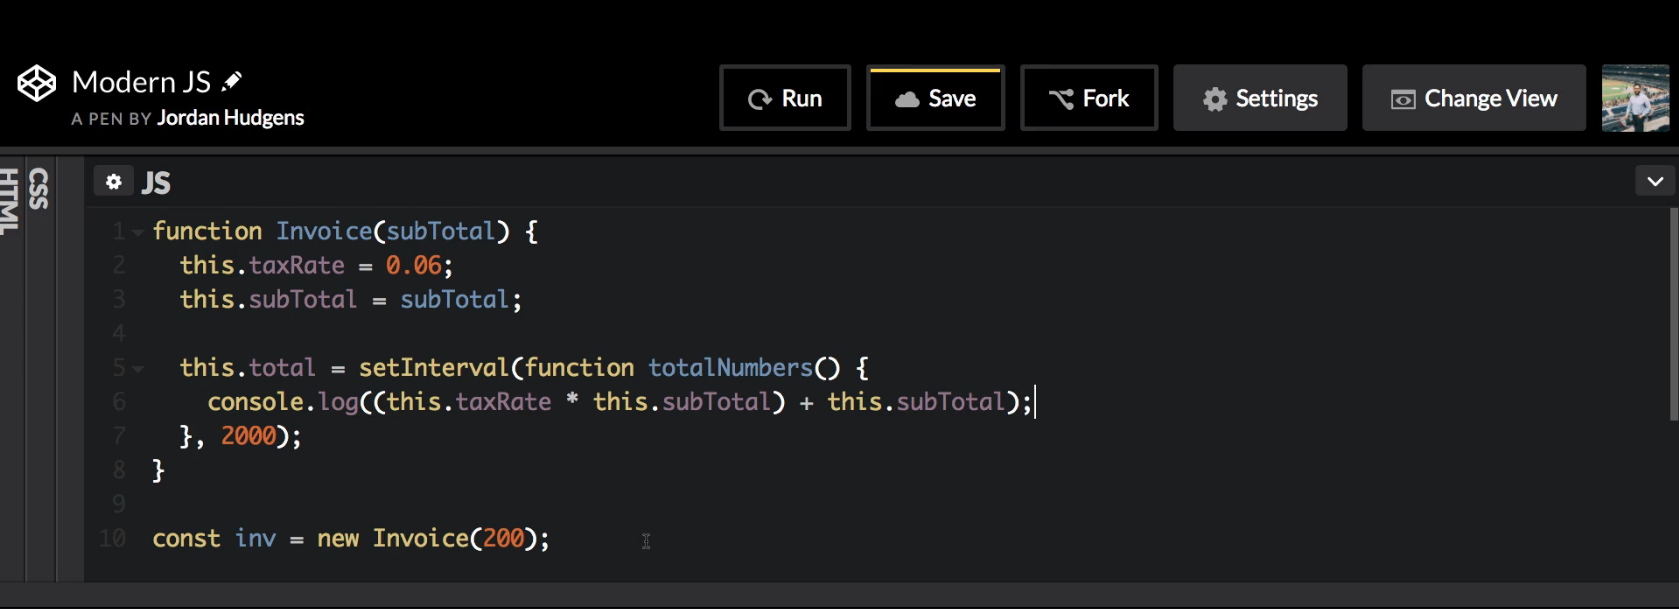 Modern JS
A PEN BY Jordan Hudgens
Run
Save
Fork
Settings
Change View
HTML
CSS
JS
1 function Invoice(subTotal) {
2 this.taxRate = 0.06;
3 this.subTotal = subTotal;
4
5 this.total = setInterval(function totalNumbers() {
6 console.log((this.taxRate * this.subTotal) + this.subTotal);
7 }, 2000);
8 }
9
10 const inv = new Invoice(200);